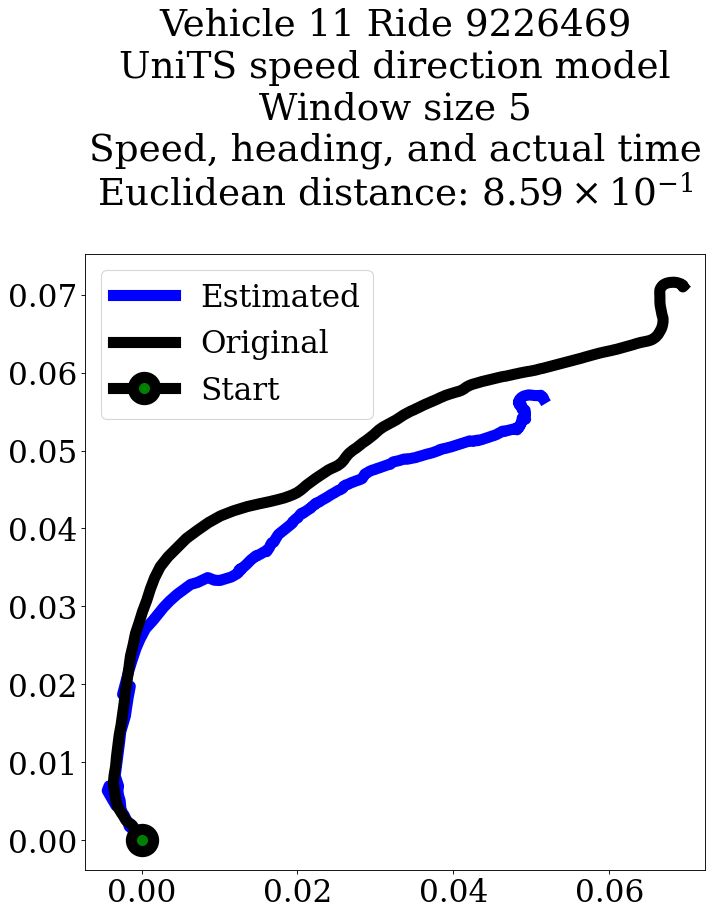 Vehicle 11 Ride 9226469
UniTS speed direction model
Window size 5
Speed, heading, and actual time
Euclidean distance: 8.59 × 10⁻¹
Estimated
Original
Start
0.07
0.06
0.05
0.04
0.03
0.02
0.01
0.00
0.00 0.02 0.04 0.06